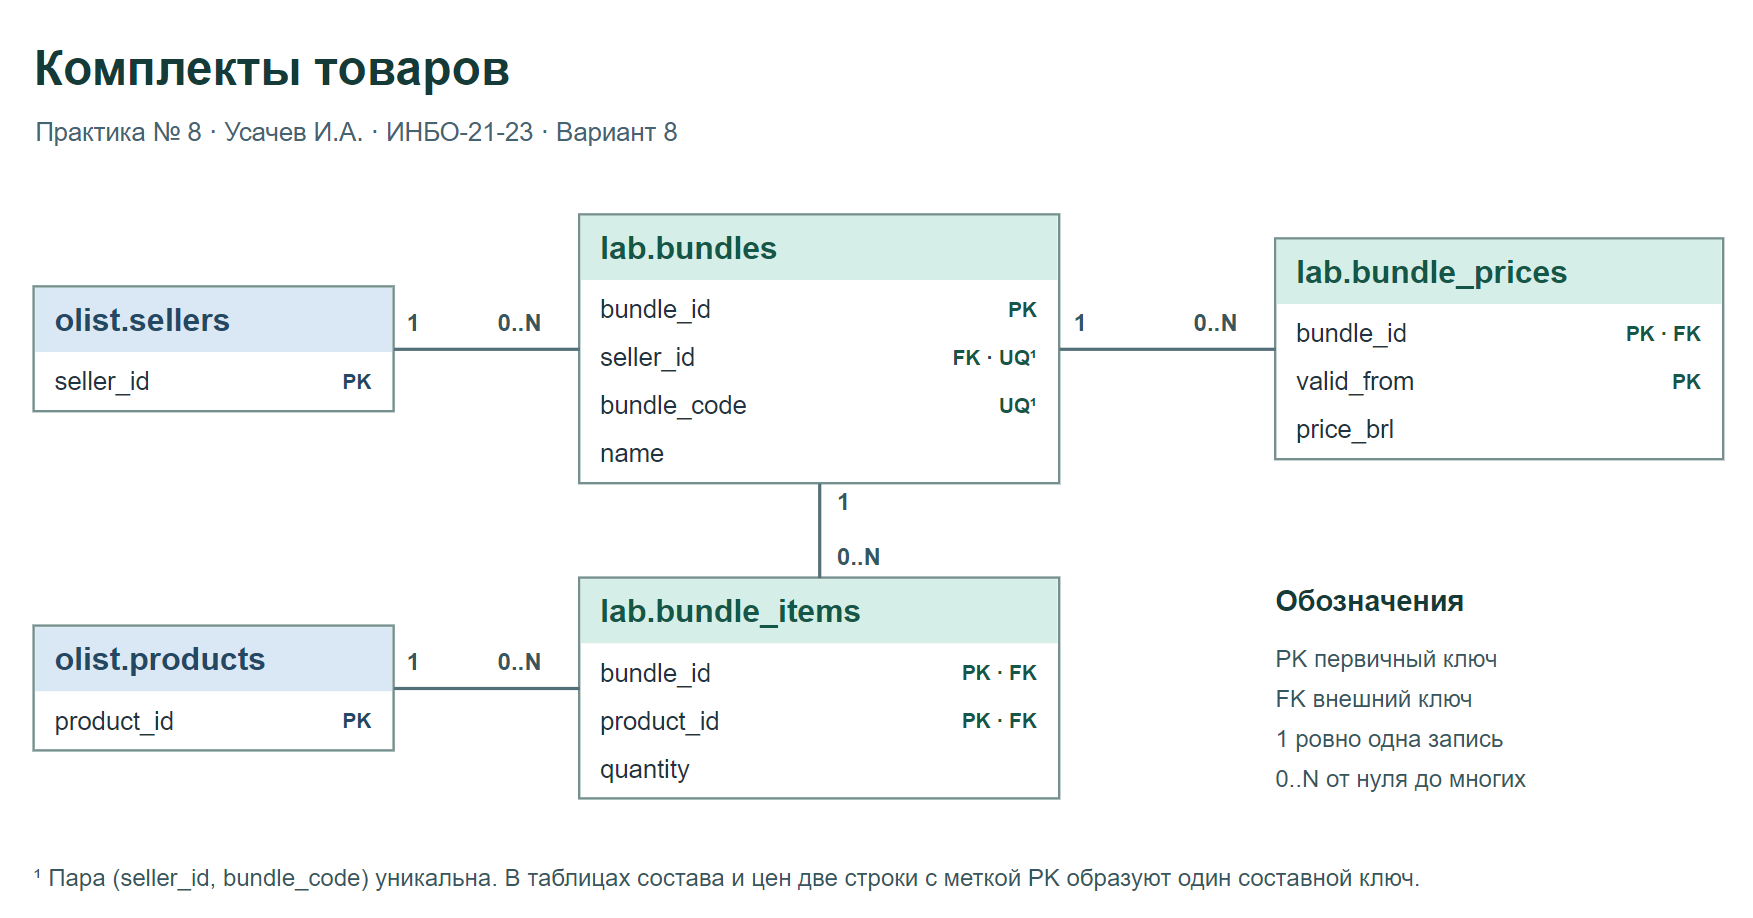 Комплекты товаров
Практика № 8 · Усачев И.А. · ИНБО-21-23 · Вариант 8
olist.sellers
seller_id PK
1 0..N
lab.bundles
bundle_id PK
seller_id FK · UQ¹
bundle_code UQ¹
name
1 0..N
lab.bundle_prices
bundle_id PK · FK
valid_from PK
price_brl
1
0..N
olist.products
product_id PK
1 0..N
lab.bundle_items
bundle_id PK · FK
product_id PK · FK
quantity
Обозначения
PK первичный ключ
FK внешний ключ
1 ровно одна запись
0..N от нуля до многих
¹ Пара (seller_id, bundle_code) уникальна. В таблицах состава и цен две строки с меткой PK образуют один составной ключ.